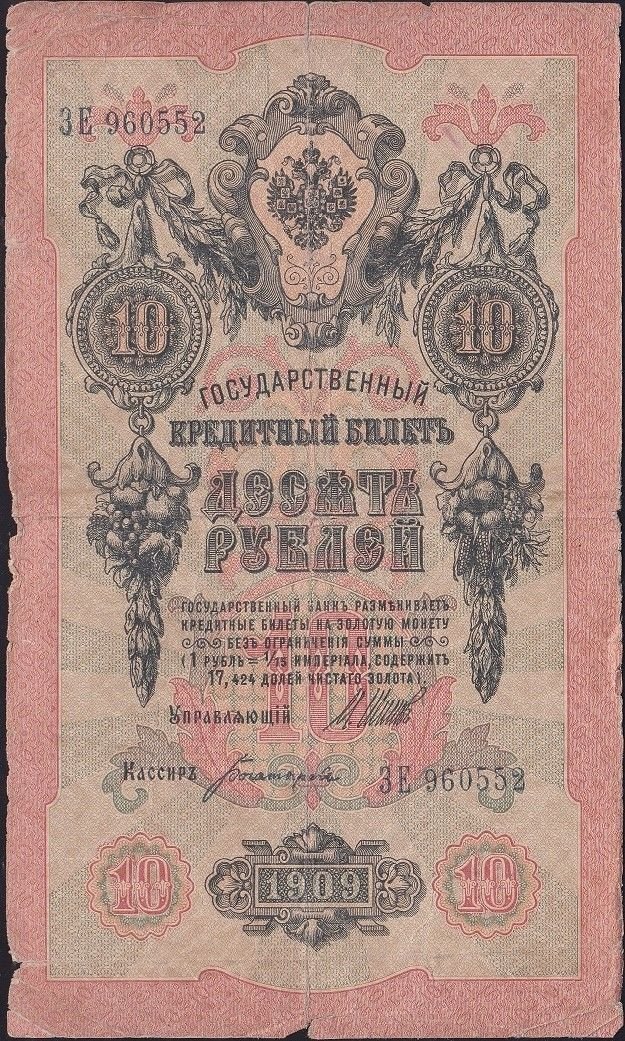 ЗЕ 960552
10
10
ГОСУДАРСТВЕННЫЙ
КРЕДИТНЫЙ БИЛЕТЪ
ДЕСЯТЬ
РУБЛЕЙ
ГОСУДАРСТВЕННЫЙ БАНКЪ РАЗМѢНИВАЕТЪ
КРЕДИТНЫЕ БИЛЕТЫ НА ЗОЛОТУЮ МОНЕТУ
БЕЗЪ ОГРАНИЧЕНІЯ СУММЫ
(1 РУБЛЬ = 1/15 ИМПЕРІАЛА, СОДЕРЖИТЪ
17,424 ДОЛЕЙ ЧИСТАГО ЗОЛОТА).
10
УПРАВЛЯЮЩІЙ
КАССИРЪ
ЗЕ 960552
10
1909
10